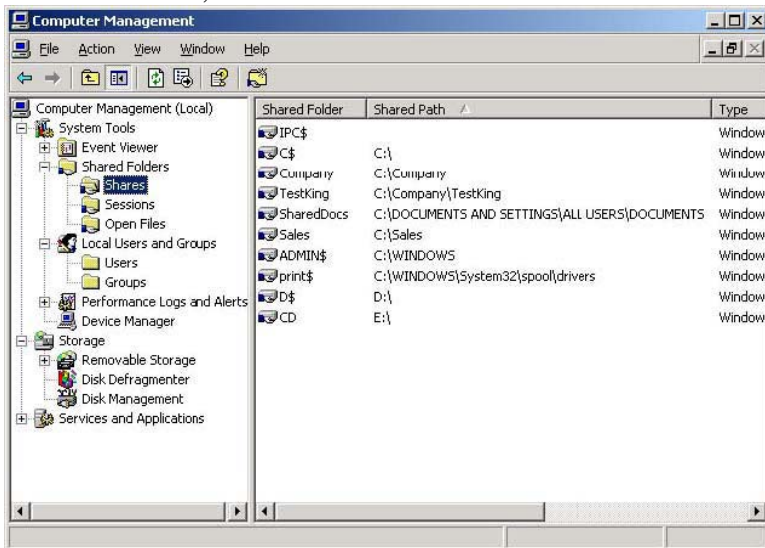 Computer Management
File Action View Window Help
Computer Management (Local)
System Tools
Event Viewer
Shared Folders
Shares
Sessions
Open Files
Local Users and Groups
Users
Groups
Performance Logs and Alerts
Device Manager
Storage
Removable Storage
Disk Defragmenter
Disk Management
Services and Applications
Shared Folder Shared Path Type
IPC$ Window
C$ C:\ Window
Company C:\Company Window
TestKing C:\Company\TestKing Window
SharedDocs C:\DOCUMENTS AND SETTINGS\ALL USERS\DOCUMENTS Window
Sales C:\Sales Window
ADMIN$ C:\WINDOWS Window
print$ C:\WINDOWS\System32\spool\drivers Window
D$ D:\ Window
CD E:\ Window